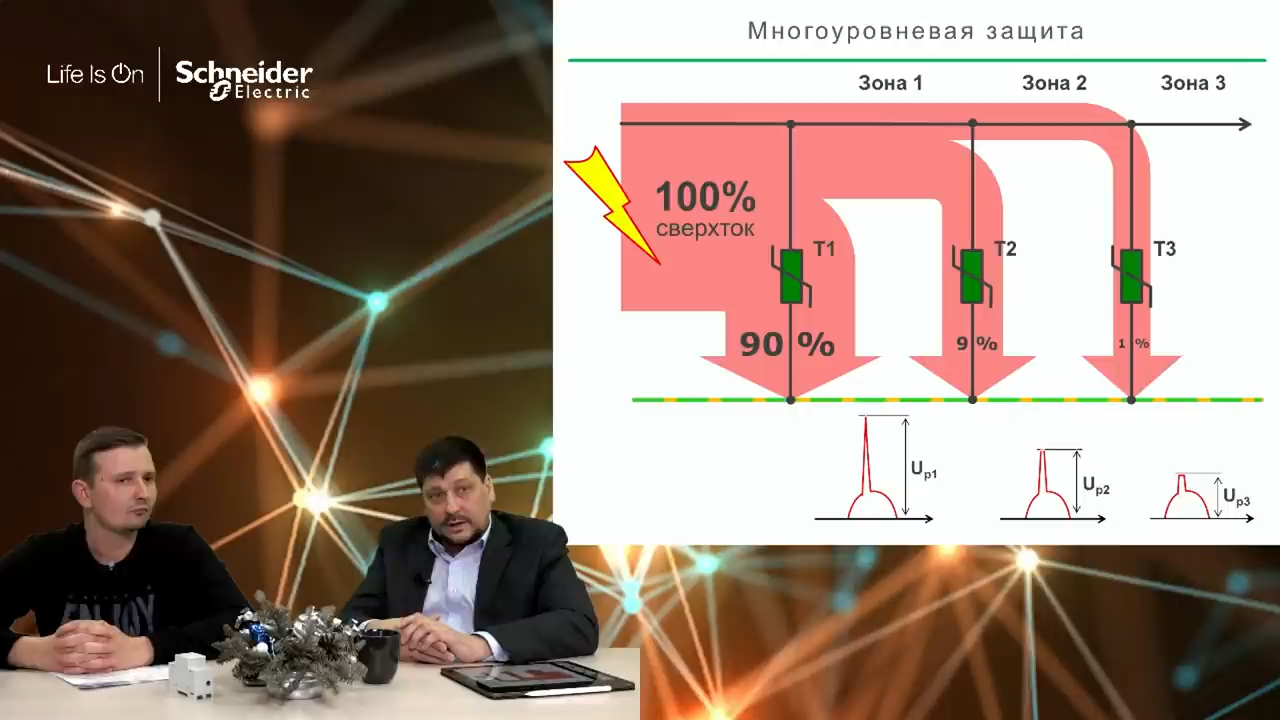 Life Is On
Schneider
Electric
Многоуровневая защита
Зона 1
Зона 2
Зона 3
100%
сверхток
T1
T2
T3
90 %
9 %
1 %
Up1
Up2
Up3
ENJOY